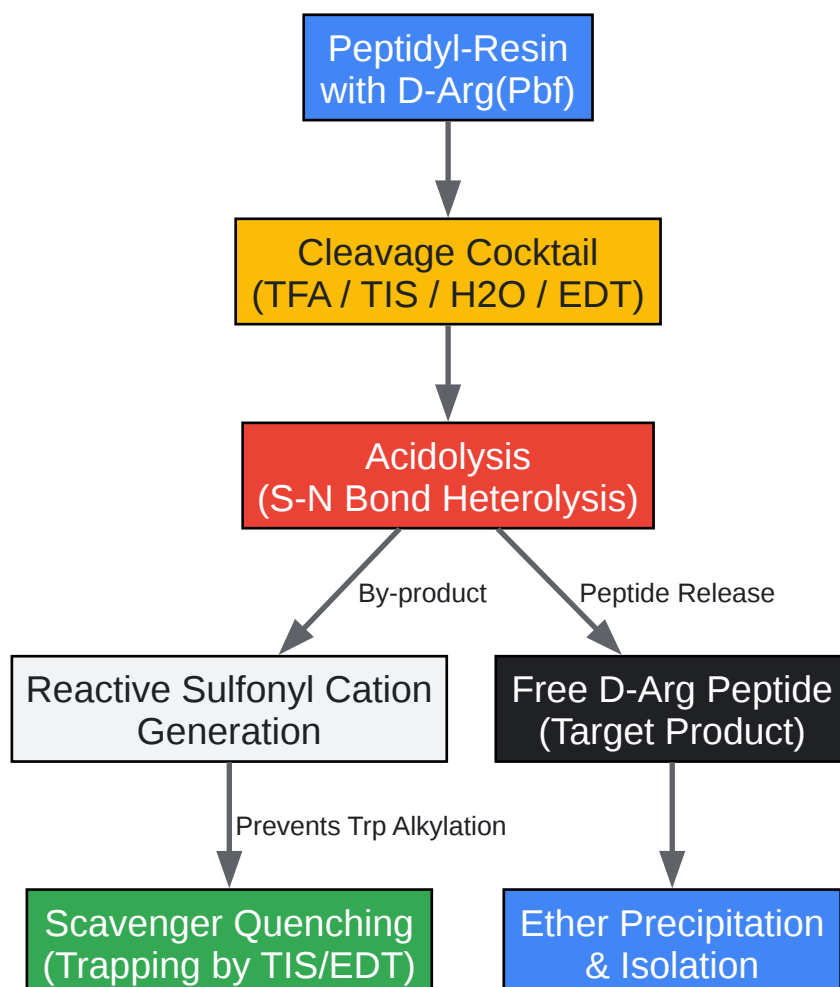 Peptidyl-Resin
with D-Arg(Pbf)
Cleavage Cocktail
(TFA / TIS / H2O / EDT)
Acidolysis
(S-N Bond Heterolysis)
By-product
Peptide Release
Reactive Sulfonyl Cation
Generation
Free D-Arg Peptide
(Target Product)
Prevents Trp Alkylation
Scavenger Quenching
(Trapping by TIS/EDT)
Ether Precipitation
& Isolation